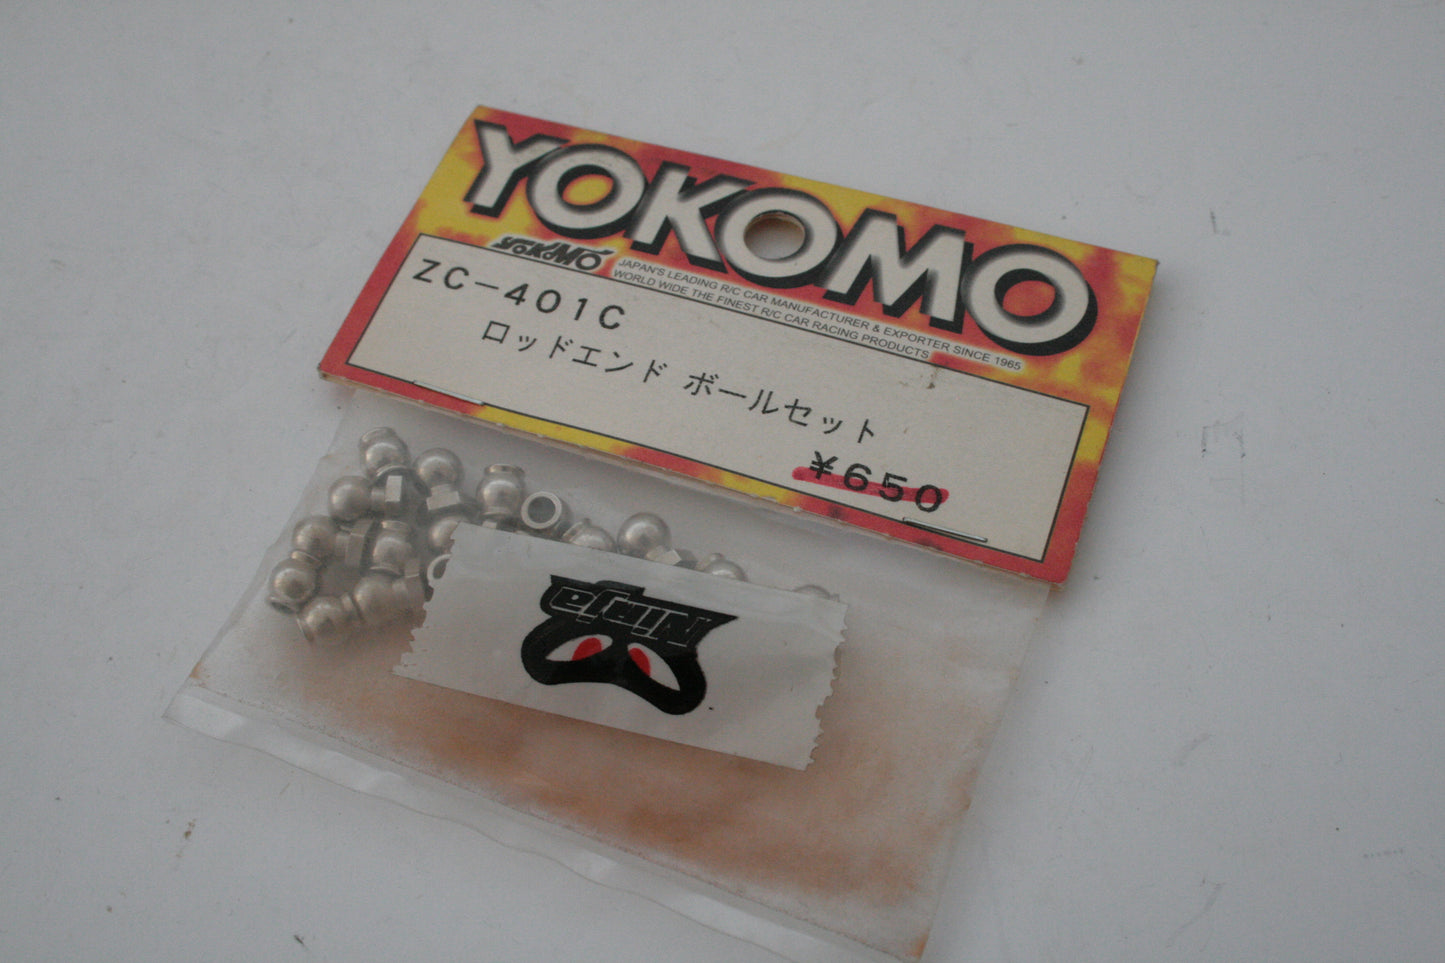 YOKOMO
YOKOMO
JAPAN'S LEADING R/C CAR MANUFACTURER & EXPORTER SINCE 1965
WORLD WIDE THE FINEST R/C CAR RACING PRODUCTS
ZC-401C
ロッドエンド ボールセット
¥650
Ninja